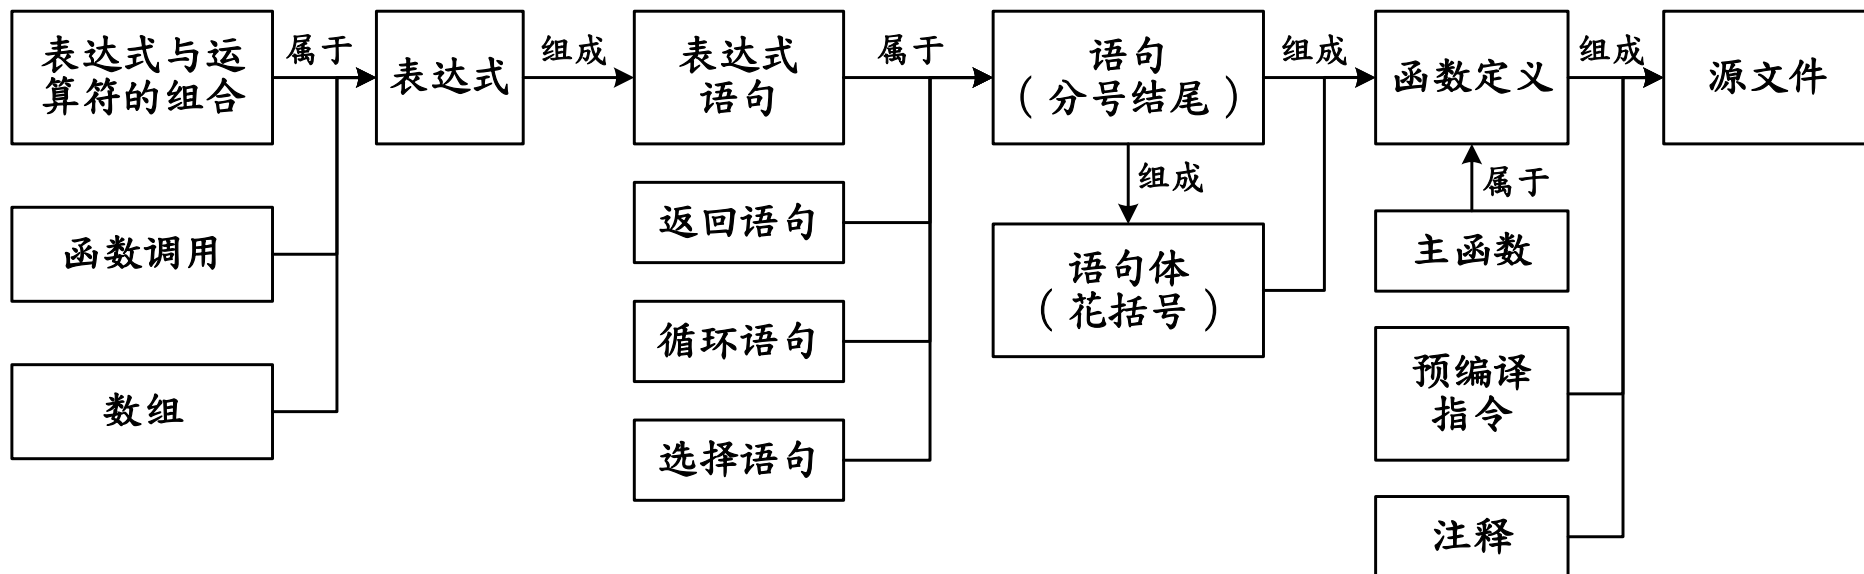 表达式与运
算符的组合
属于
表达式
组成
表达式
语句
属于
语句
（分号结尾）
组成
函数定义
组成
源文件
组成
属于
返回语句
函数调用
语句体
（花括号）
主函数
循环语句
预编译
指令
数组
选择语句
注释